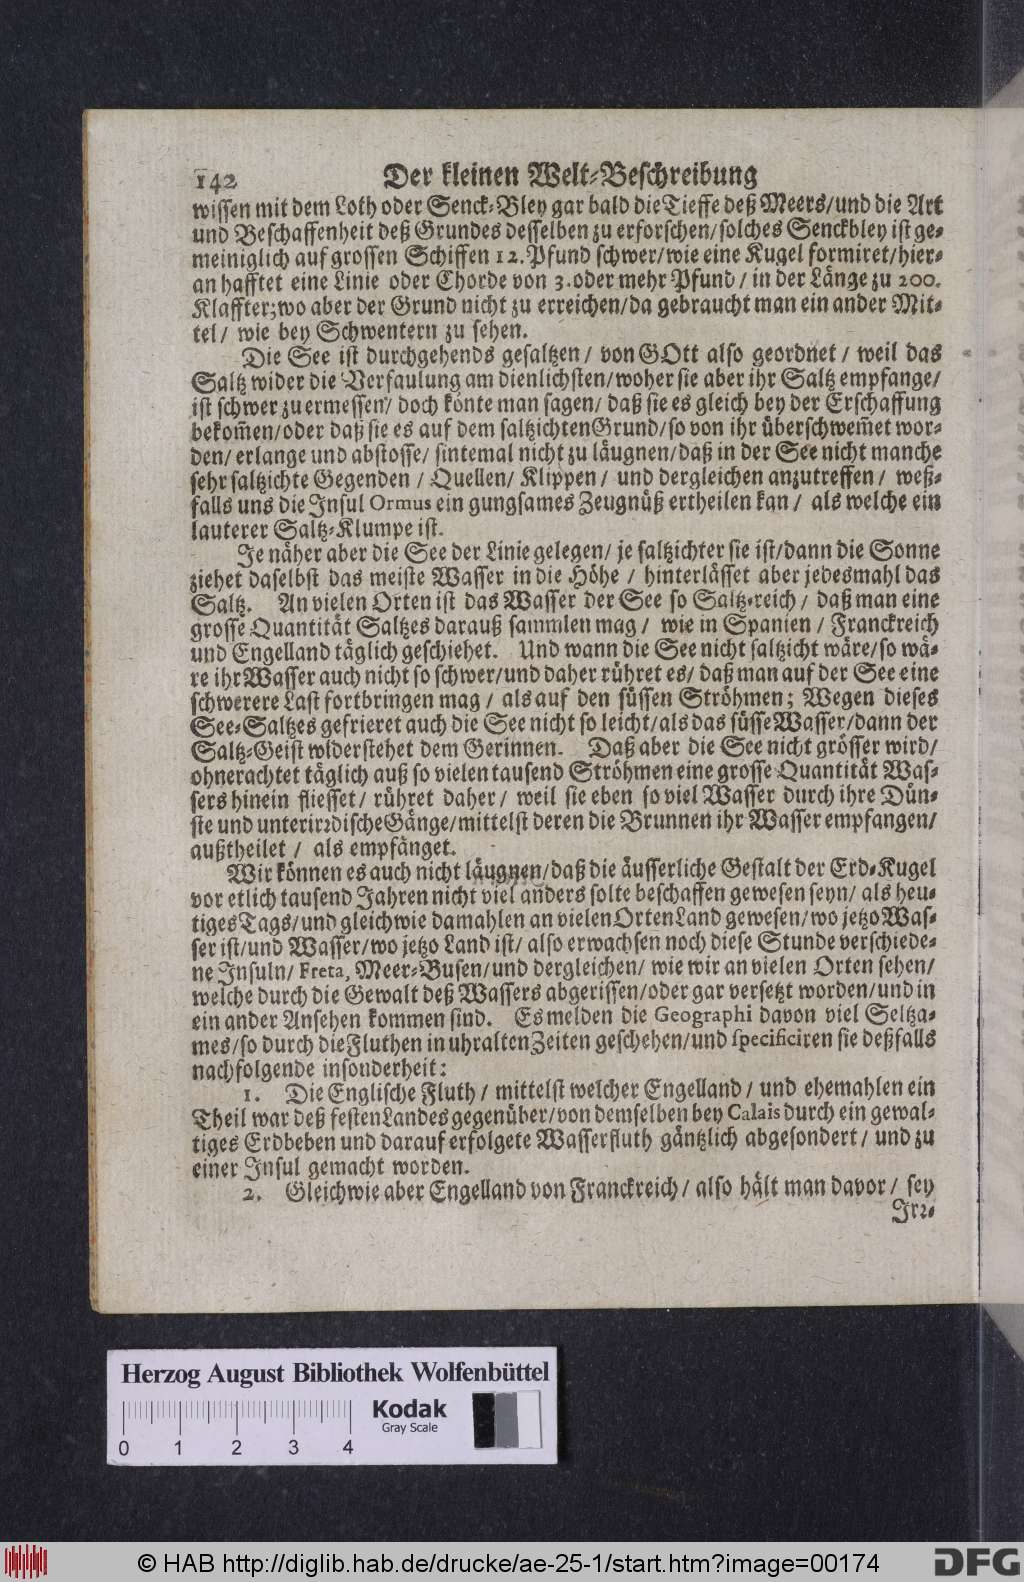 142 Der kleinen Welt-Beschreibung
wissen mit dem Loth oder Senck-Bley gar bald die Tieffe deß Meers/und die Art
und Beschaffenheit deß Grundes desselben zu erforschen/solches Senckbley ist ge-
meiniglich auf grossen Schiffen 12. Pfund schwer/wie eine Kugel formiret/hier-
an hafftet eine Linie oder Chorde von 3. oder mehr Pfund/ in der Länge zu 200.
Klaffter; wo aber der Grund nicht zu erreichen/da gebraucht man ein ander Mit-
tel/ wie bey Schwentern zu sehen.
Die See ist durchgehends gesaltzen/ von GOtt also geordnet/ weil das
Saltz wider die Verfaulung am dienlichsten/woher sie aber ihr Saltz empfange/
ist schwer zu ermessen/ doch könte man sagen/ daß sie es gleich bey der Erschaffung
bekom̄en/oder daß sie es auf dem saltzichten Grund/so von ihr überschwem̄et wor-
den/ erlange und abstosse/ sintemal nicht zu läugnen/daß in der See nicht manche
sehr saltzichte Gegenden/ Quellen/ Klippen/ und dergleichen anzutreffen/ weß-
falls uns die Insul Ormus ein gungsames Zeugnüß ertheilen kan/ als welche ein
lauterer Saltz-Klumpe ist.
Je näher aber die See der Linie gelegen/ je saltzichter sie ist/dann die Sonne
ziehet daselbst das meiste Wasser in die Höhe/ hinterlässet aber jedesmahl das
Saltz. An vielen Orten ist das Wasser der See so Saltz-reich/ daß man eine
grosse Quantität Saltzes darauß sammlen mag/ wie in Spanien/ Franckreich
und Engelland täglich geschiehet. Und wann die See nicht saltzicht wäre/so wä-
re ihr Wasser auch nicht so schwer/und daher rühret es/ daß man auf der See eine
schwerere Last fortbringen mag/ als auf den süssen Ströhmen; Wegen dieses
See-Saltzes gefrieret auch die See nicht so leicht/als das süsse Wasser/dann der
Saltz-Geist widerstehet dem Gerinnen. Daß aber die See nicht grösser wird/
ohnerachtet täglich auß so vielen tausend Ströhmen eine grosse Quantität Was-
sers hinein fliesset/ rühret daher/ weil sie eben so viel Wasser durch ihre Dün-
ste und unterirrdische Gänge/mittelst deren die Brunnen ihr Wasser empfangen/
außtheilet/ als empfänget.
Wir können es auch nicht läugnen/daß die äusserliche Gestalt der Erd-Kugel
vor etlich tausend Jahren nicht viel anders solte beschaffen gewesen seyn/ als heu-
tiges Tags/und gleichwie damahlen an vielen Orten Land gewesen/wo jetzo Was-
ser ist/und Wasser/wo jetzo Land ist/ also erwachsen noch diese Stunde verschiede-
ne Insuln/ Freta, Meer-Busen/und dergleichen/ wie wir an vielen Orten sehen/
welche durch die Gewalt deß Wassers abgerissen/oder gar versetzt worden/und in
ein ander Ansehen kommen sind. Es melden die Geographi davon viel Seltza-
mes/so durch die Fluthen in uhralten Zeiten geschehen/und specificiren sie deßfalls
nachfolgende insonderheit:
1. Die Englische Fluth/ mittelst welcher Engelland/ und ehemahlen ein
Theil war deß festen Landes gegenüber/von demselben bey Calais durch ein gewal-
tiges Erdbeben und darauf erfolgete Wasserfluth gäntzlich abgesondert/ und zu
einer Insul gemacht worden.
2. Gleichwie aber Engelland von Franckreich/ also hält man davor/ sey
Irr-
Herzog August Bibliothek Wolfenbüttel
Kodak
Gray Scale
0 1 2 3 4
© HAB http://diglib.hab.de/drucke/ae-25-1/start.htm?image=00174
DFG